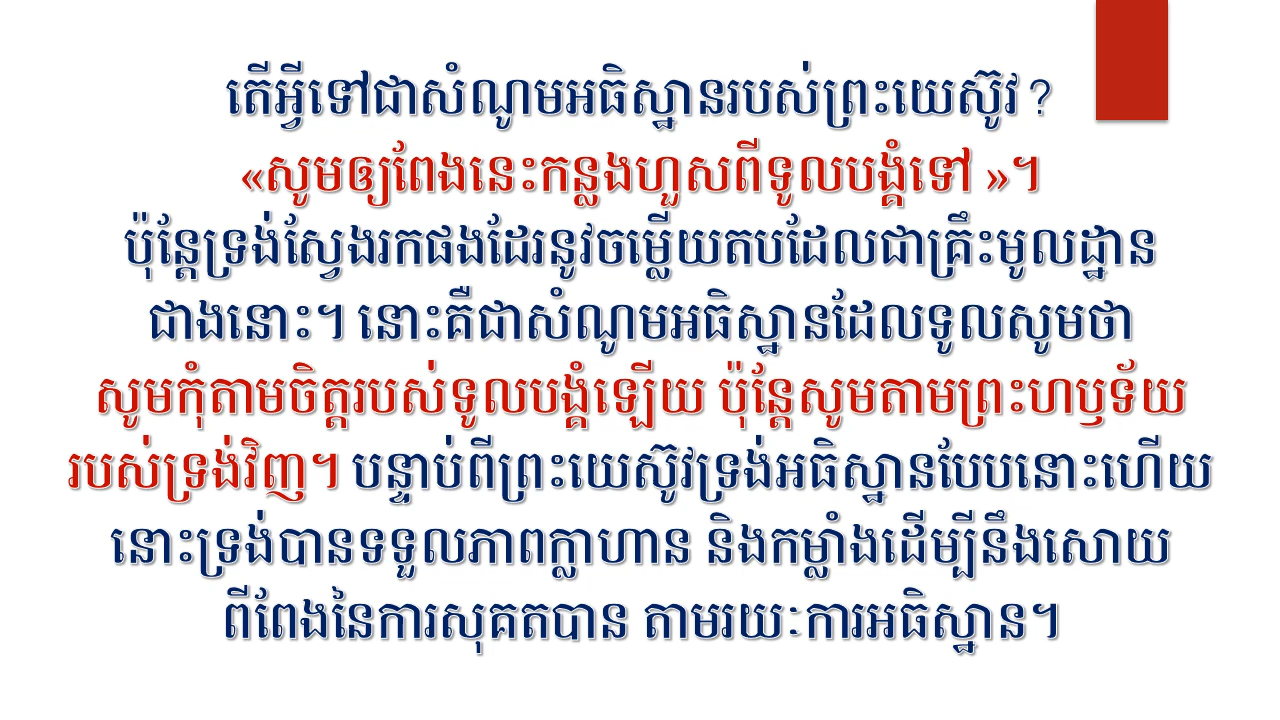 តើអ្វីទៅជាសំណូមអធិស្ឋានរបស់ព្រះយេស៊ូវ ?
«សូមឲ្យពែងនេះកន្លងហួសពីទូលបង្គំទៅ »។
ប៉ុន្តែទ្រង់ស្វែងរកផងដែរនូវចម្លើយតបដែលជាគ្រឹះមូលដ្ឋាន
ជាងនោះ។ នោះគឺជាសំណូមអធិស្ឋានដែលទូលសូមថា
សូមកុំតាមចិត្តរបស់ទូលបង្គំឡើយ ប៉ុន្តែសូមតាមព្រះហឫទ័យ
របស់ទ្រង់វិញ។ បន្ទាប់ពីព្រះយេស៊ូវទ្រង់អធិស្ឋានបែបនោះហើយ
នោះទ្រង់បានទទួលភាពក្លាហាន និងកម្លាំងដើម្បីនឹងសោយ
ពីពែងនៃការសុគតបាន តាមរយៈការអធិស្ឋាន។